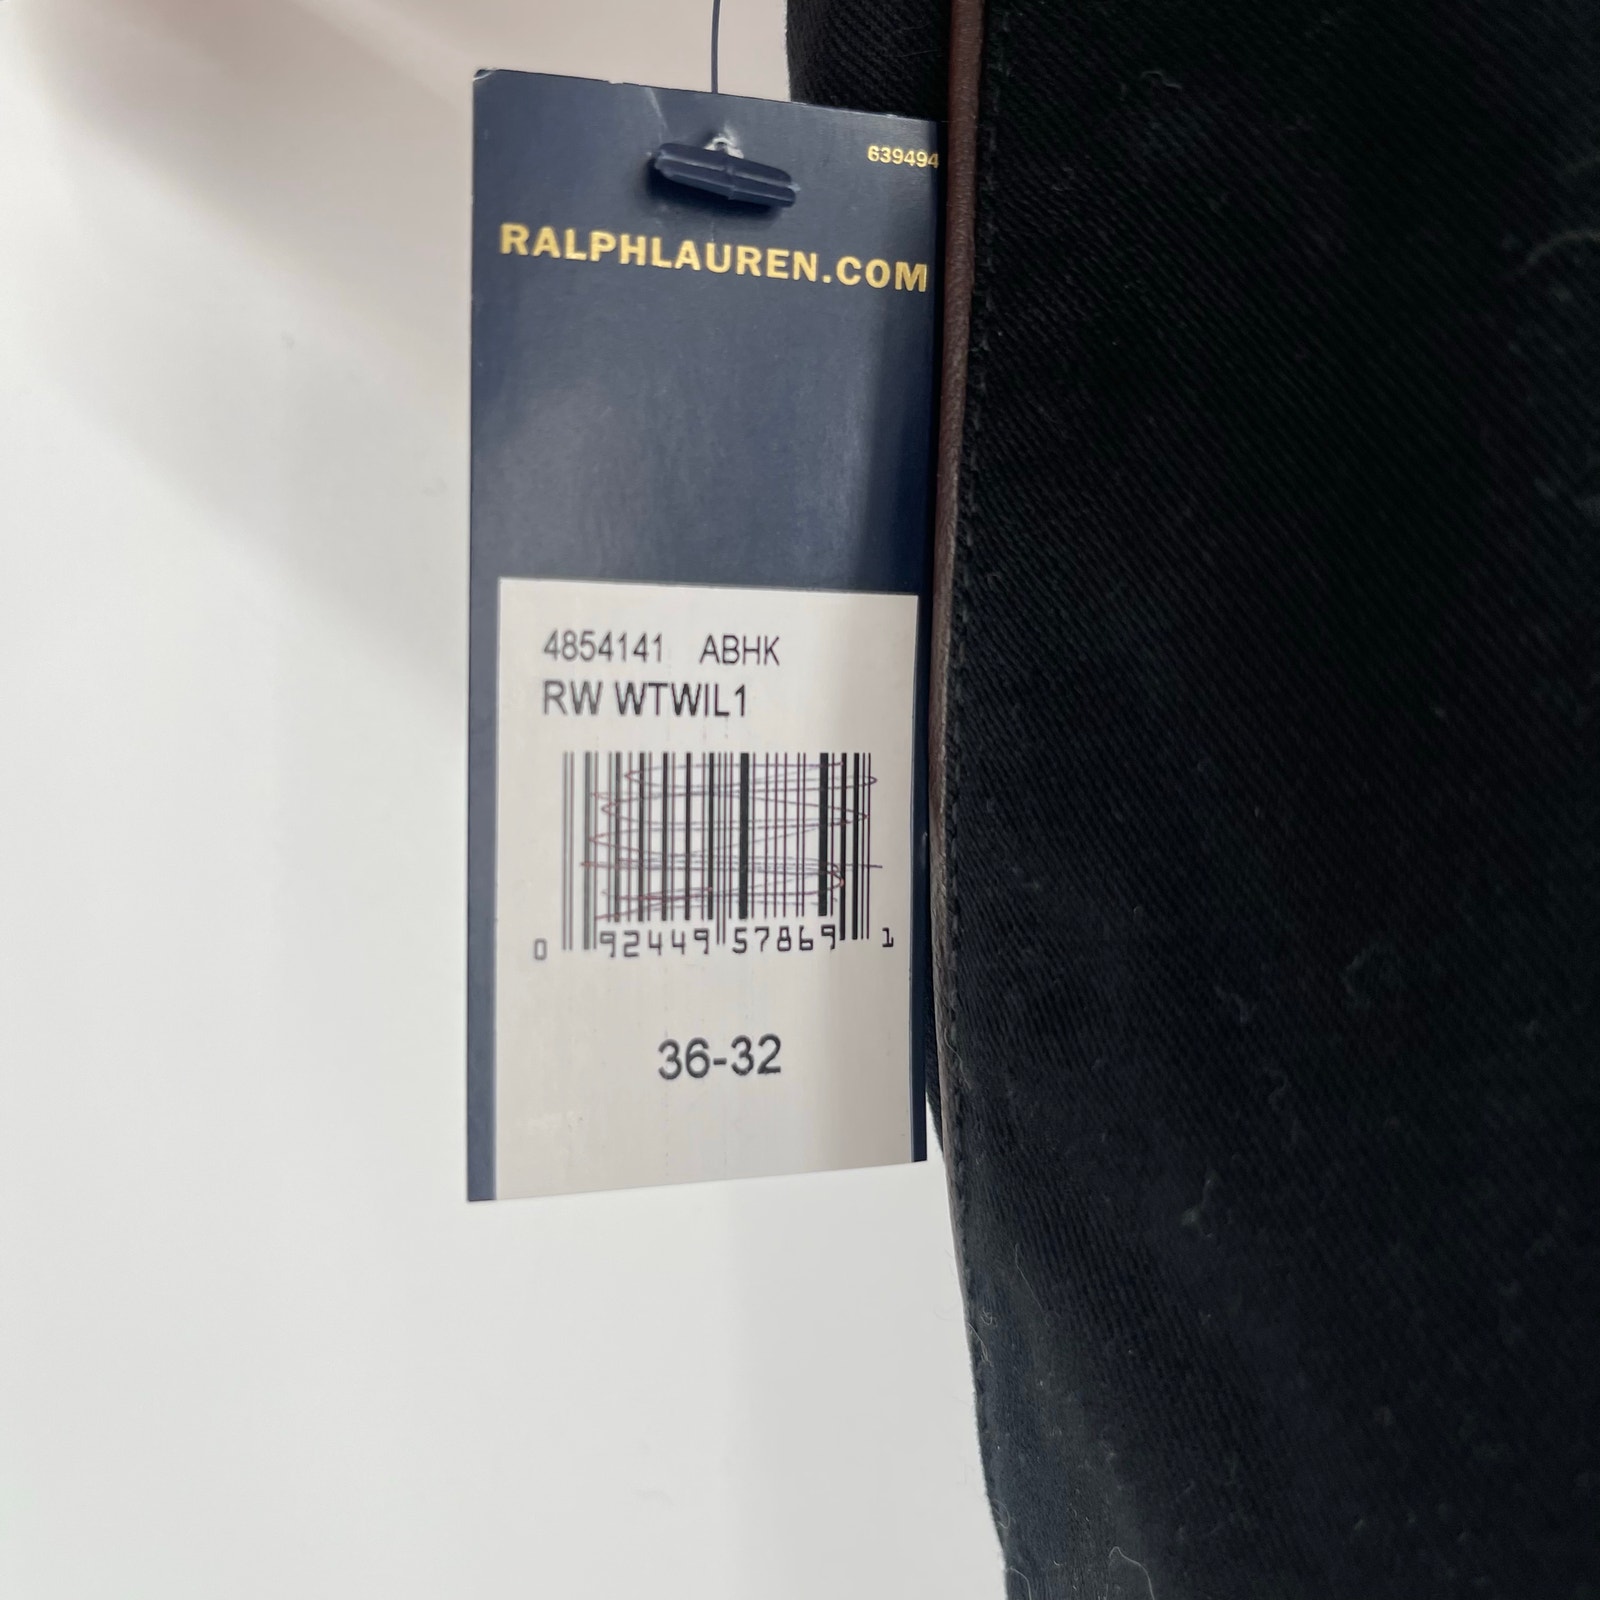 639494
RALPHLAUREN.COM
4854141 ABHK
RW WTWIL1
0 92449 57869 1
36-32